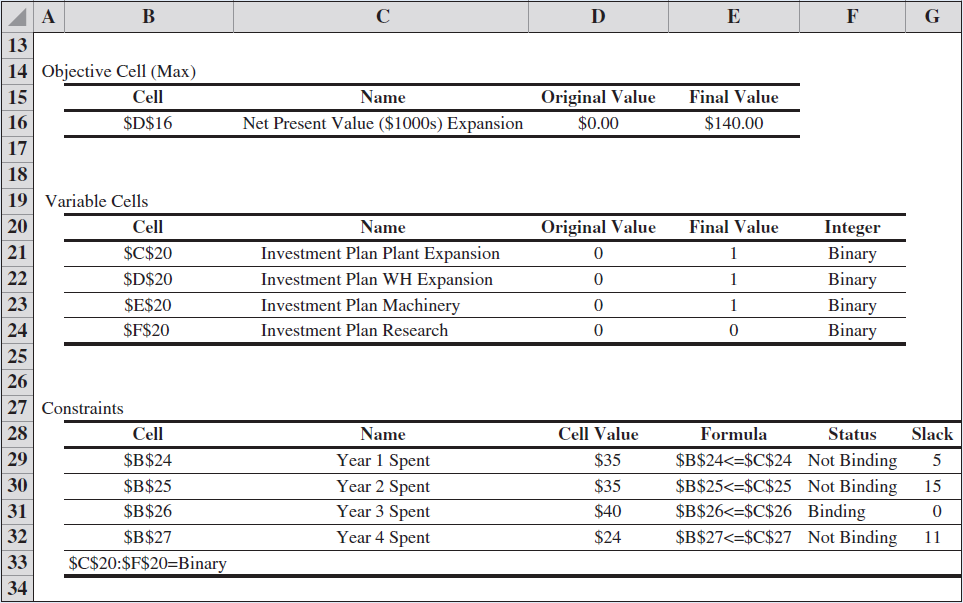 A B C D E F G
13
14 Objective Cell (Max)
15 Cell Name Original Value Final Value
16 $D$16 Net Present Value ($1000s) Expansion $0.00 $140.00
17
18
19 Variable Cells
20 Cell Name Original Value Final Value Integer
21 $C$20 Investment Plan Plant Expansion 0 1 Binary
22 $D$20 Investment Plan WH Expansion 0 1 Binary
23 $E$20 Investment Plan Machinery 0 1 Binary
24 $F$20 Investment Plan Research 0 0 Binary
25
26
27 Constraints
28 Cell Name Cell Value Formula Status Slack
29 $B$24 Year 1 Spent $35 $B$24<=$C$24 Not Binding 5
30 $B$25 Year 2 Spent $35 $B$25<=$C$25 Not Binding 15
31 $B$26 Year 3 Spent $40 $B$26<=$C$26 Binding 0
32 $B$27 Year 4 Spent $24 $B$27<=$C$27 Not Binding 11
33 $C$20:$F$20=Binary
34